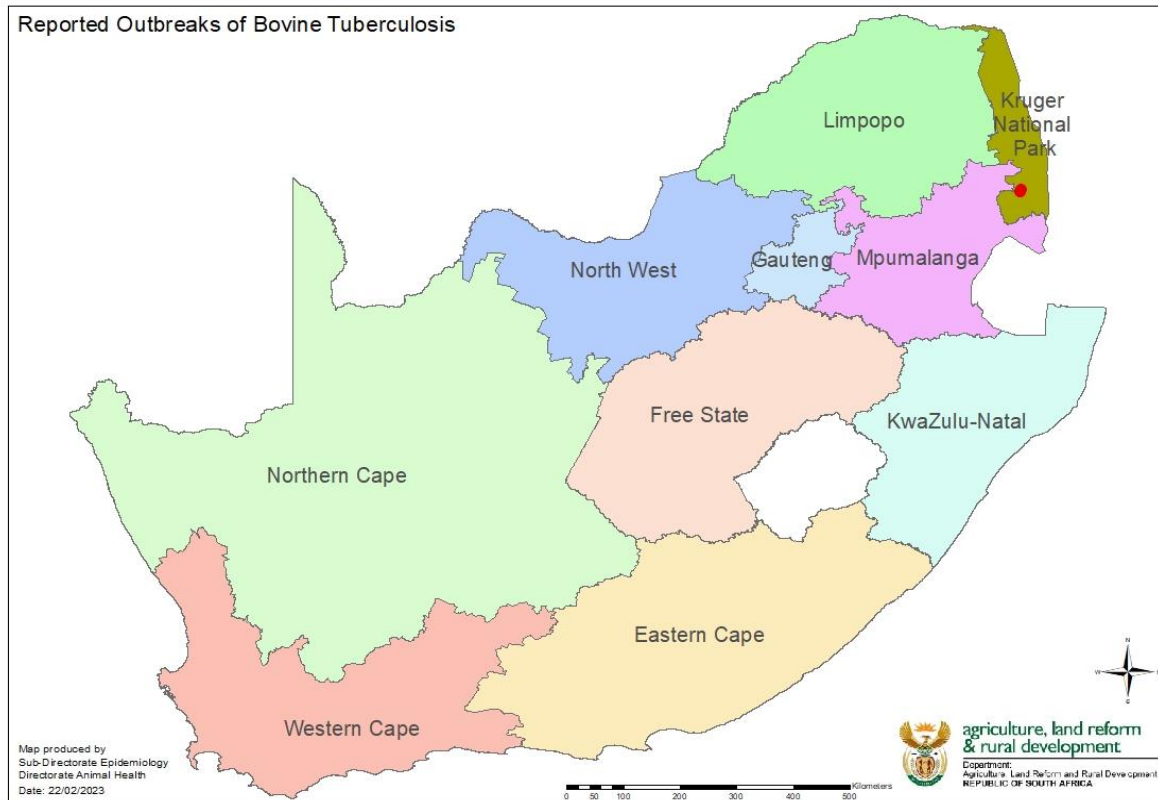 Reported Outbreaks of Bovine Tuberculosis
Limpopo
Kruger
National
Park
North West
Gauteng
Mpumalanga
Free State
KwaZulu-Natal
Northern Cape
Eastern Cape
Western Cape
N
W
S
Map produced by
Sub-Directorate Epidemiology
Directorate Animal Health
Date: 22/02/2023
Kilometers
0 50 100 200 300 400 500
agriculture, land reform
& rural development
Department:
Agriculture, Land Reform and Rural Development
REPUBLIC OF SOUTH AFRICA